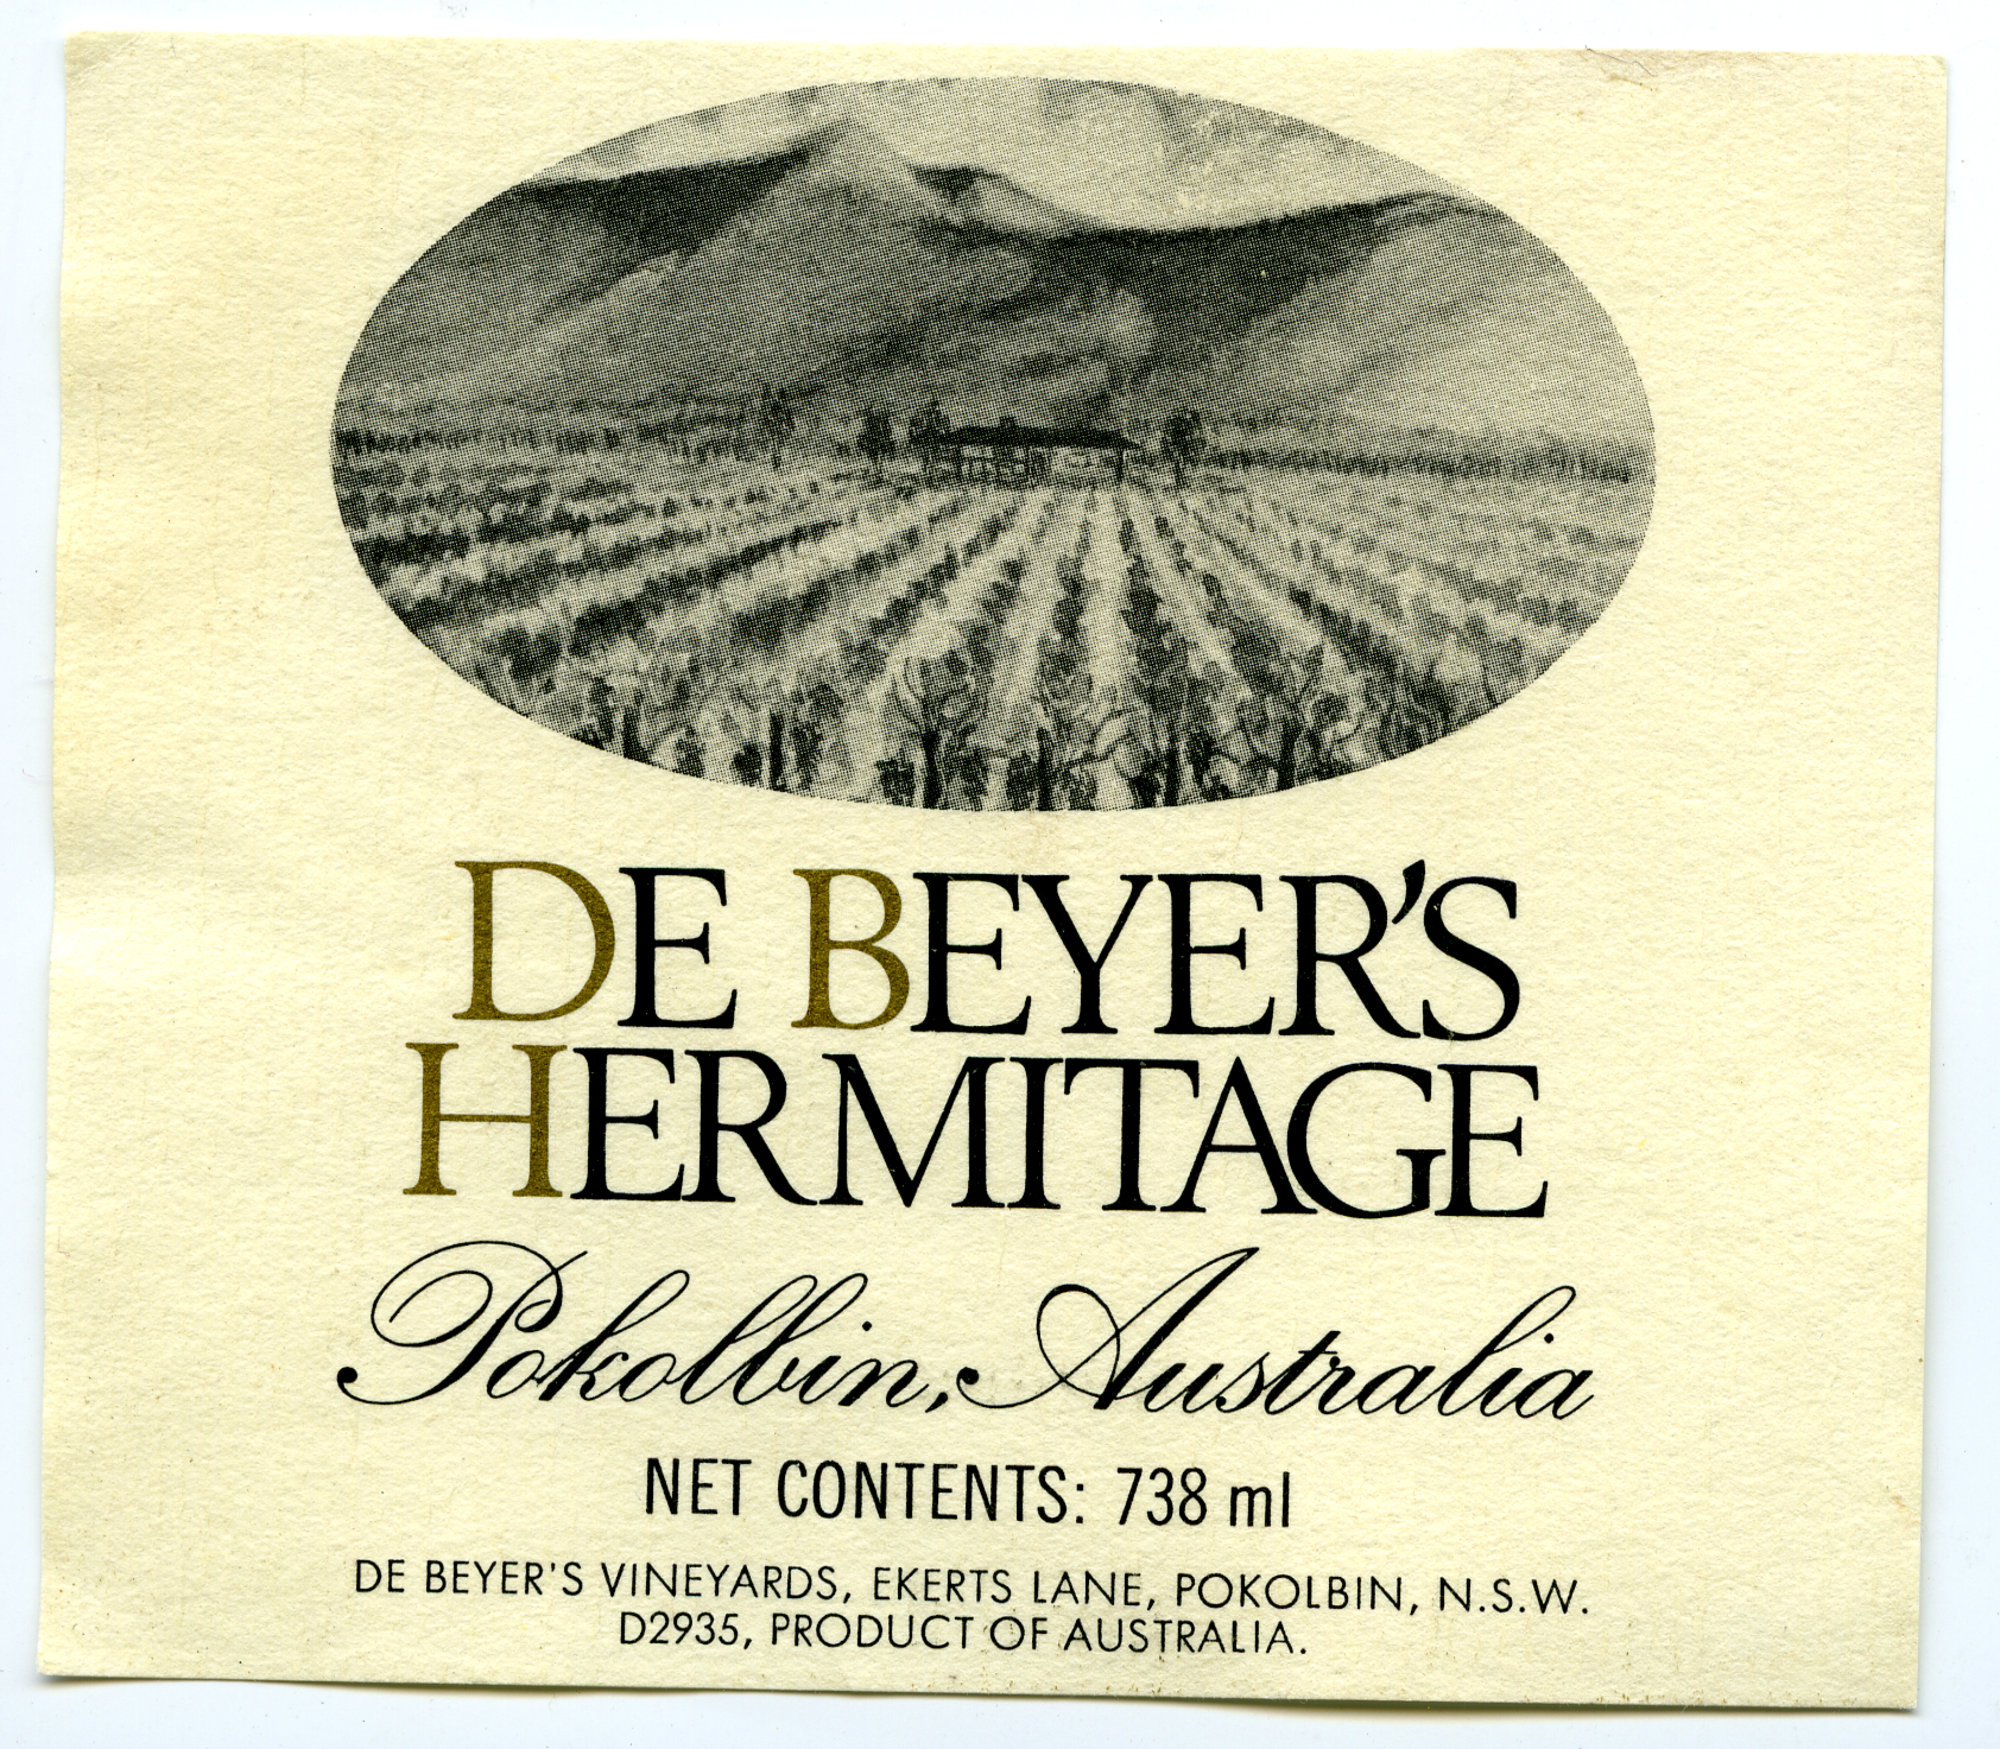 DE BEYER'S
HERMITAGE
Pokolbin, Australia
NET CONTENTS: 738 ml
DE BEYER'S VINEYARDS, EKERTS LANE, POKOLBIN, N.S.W.
D2935, PRODUCT OF AUSTRALIA.